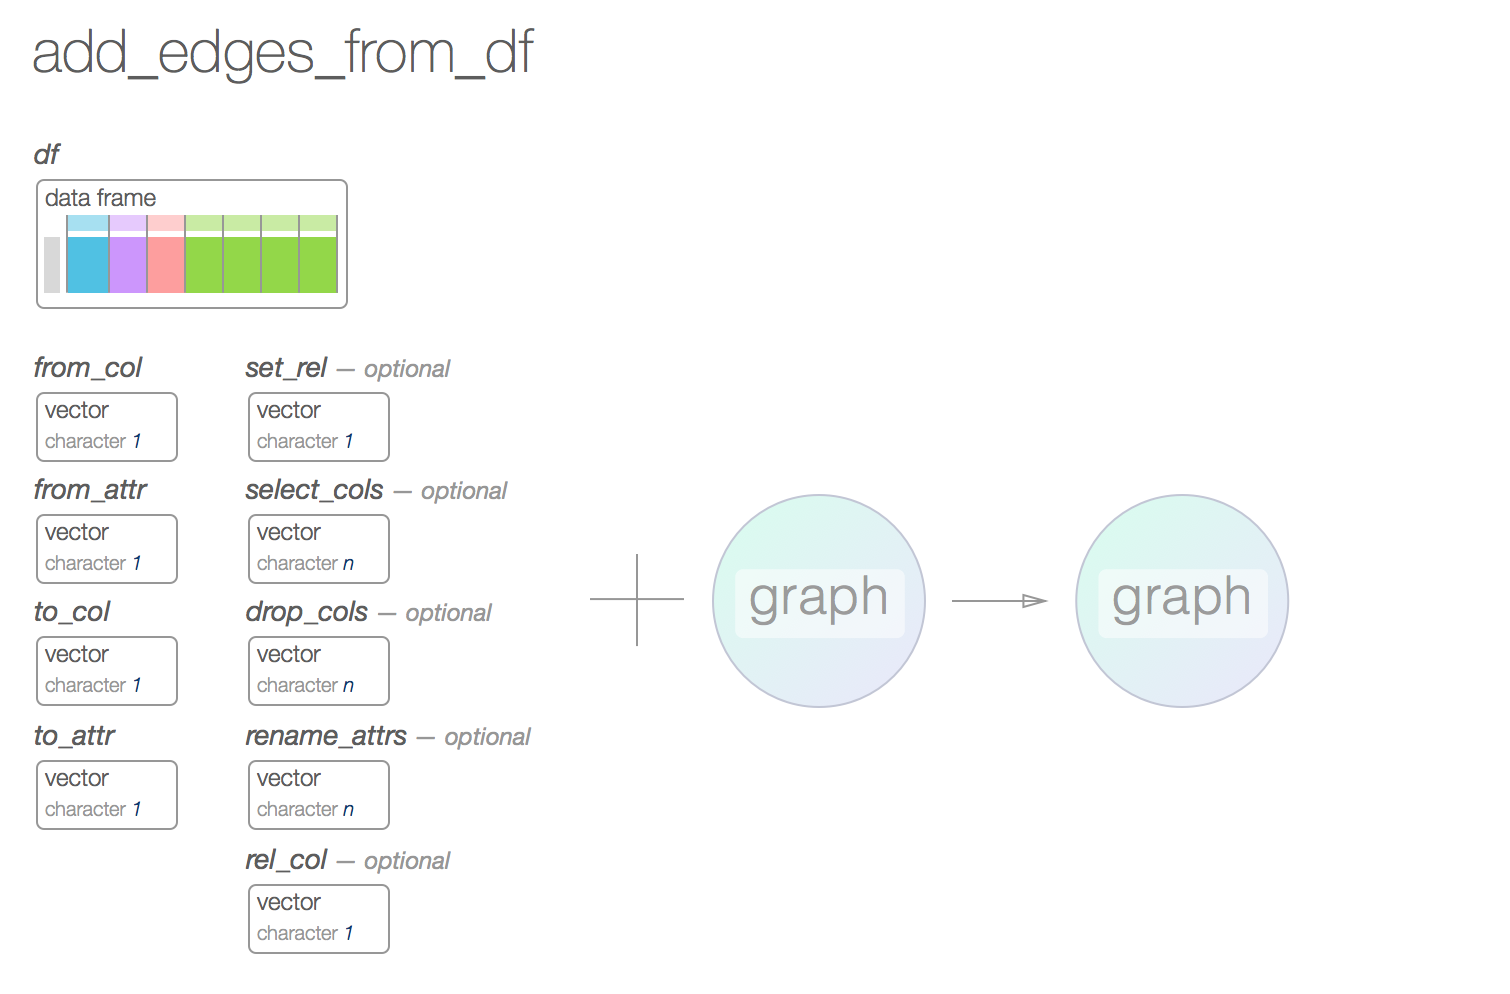 add_edges_from_df
df
data frame
from_col
vector
character 1
from_attr
vector
character 1
to_col
vector
character 1
to_attr
vector
character 1
set_rel — optional
vector
character 1
select_cols — optional
vector
character n
drop_cols — optional
vector
character n
rename_attrs — optional
vector
character n
rel_col — optional
vector
character 1
graph
graph